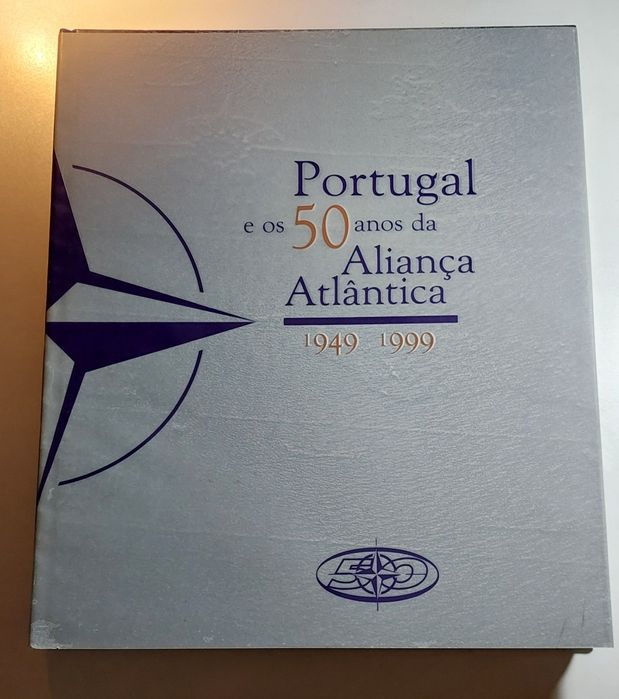 Portugal
e os 50 anos da
Aliança
Atlântica
1949 1999
50